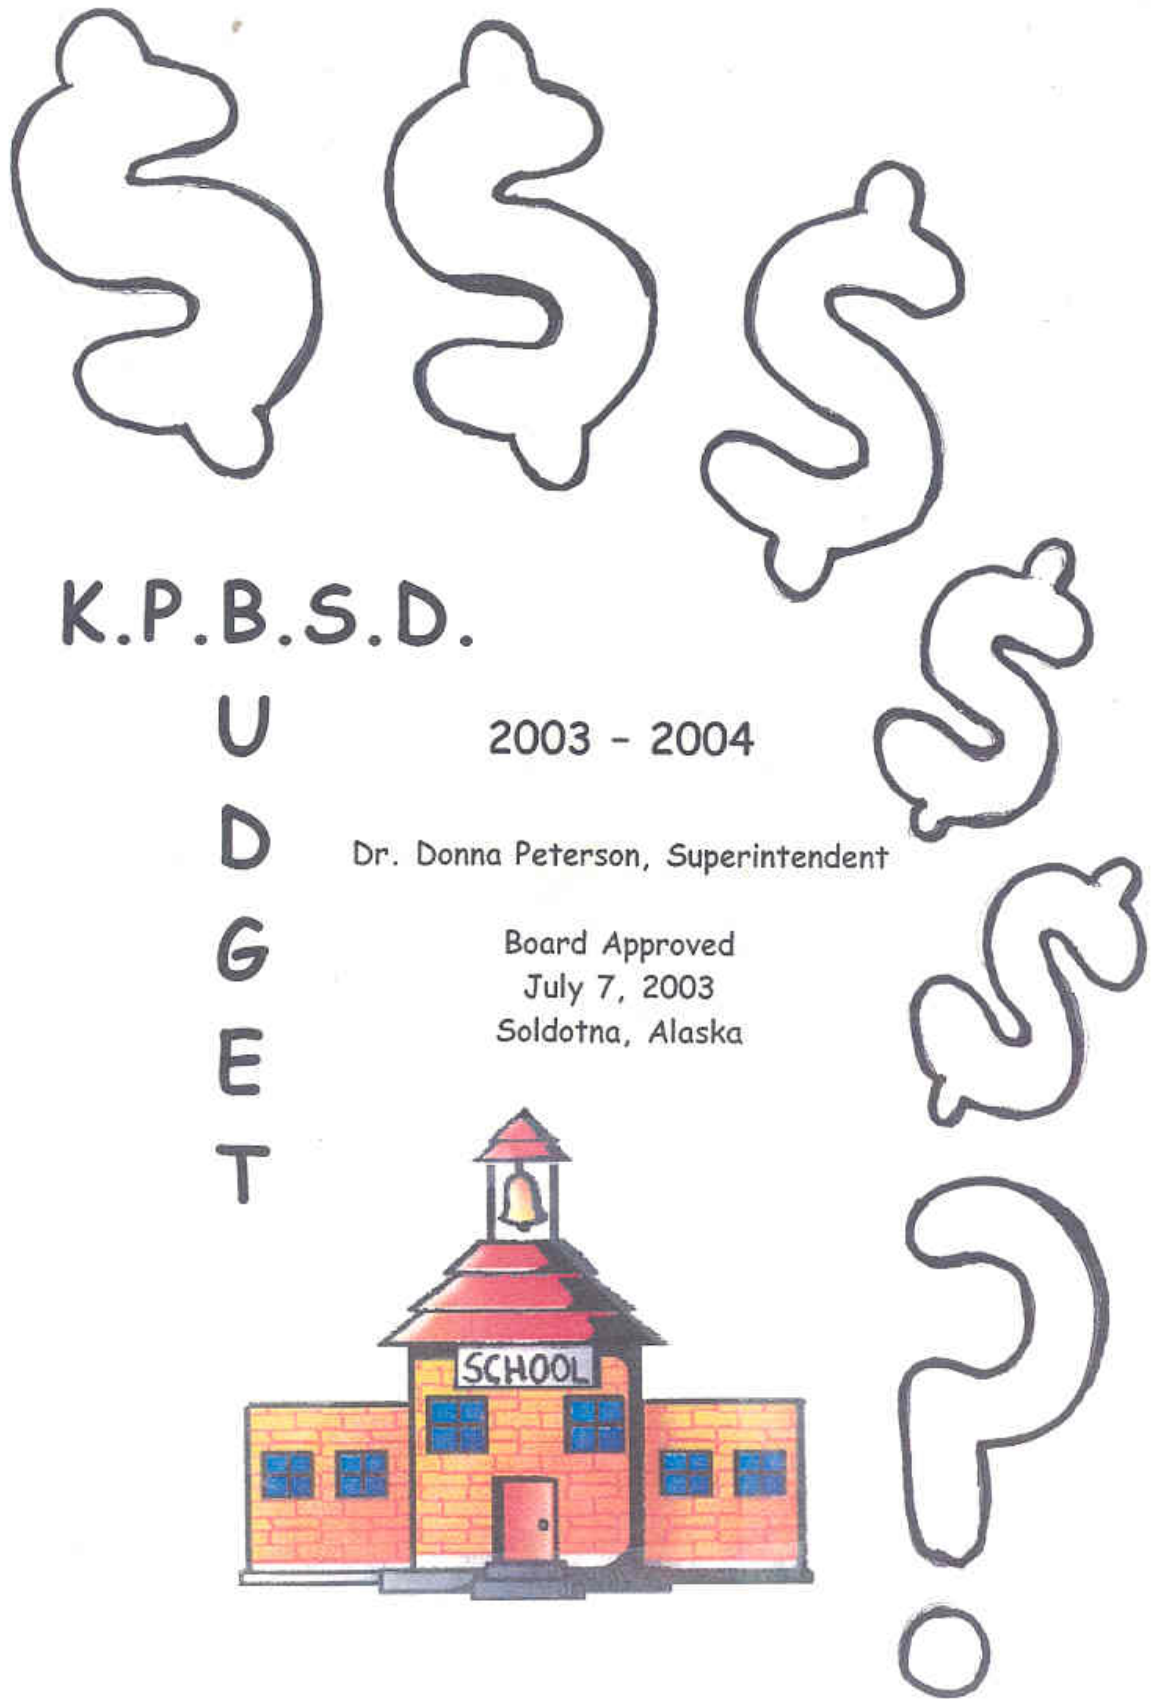 $ $ $ $ $ ?
K.P.B.S.D.
U
D
G
E
T
2003 - 2004
Dr. Donna Peterson, Superintendent
Board Approved
July 7, 2003
Soldotna, Alaska
SCHOOL